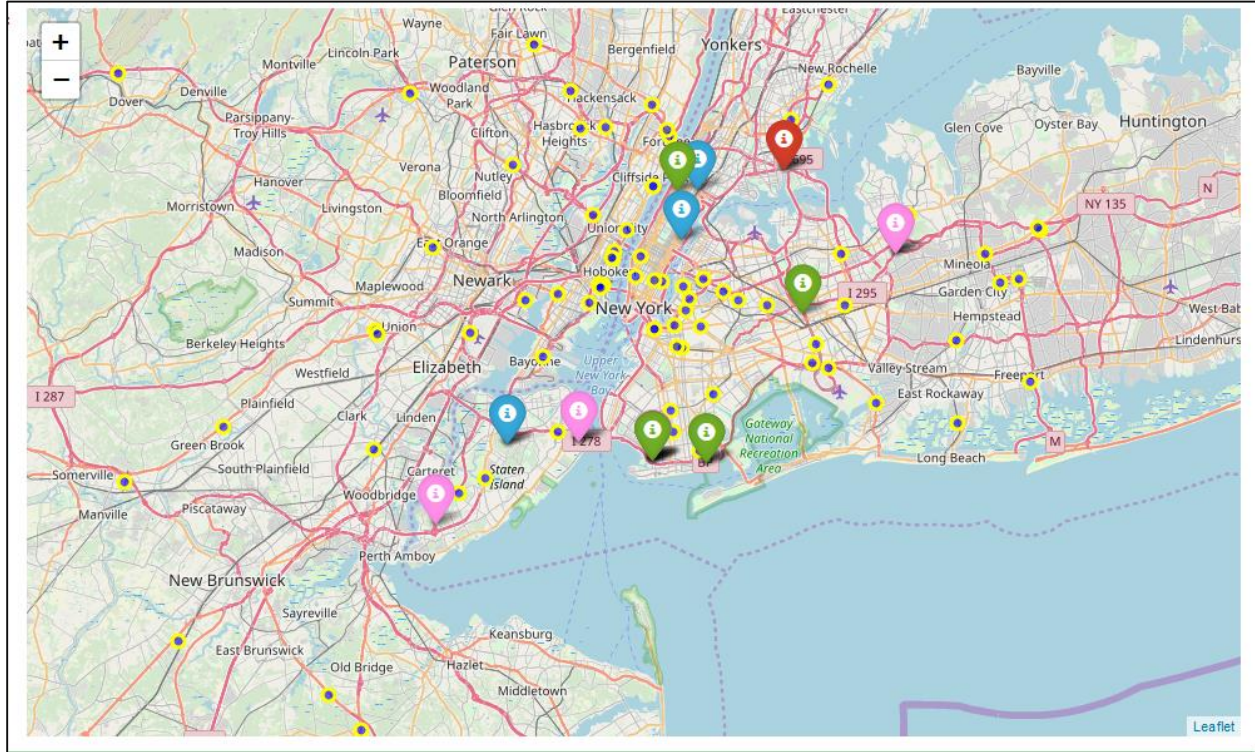 Eastchester
Wayne
Fair Lawn
Bergenfield
Yonkers
+
Lincoln Park
Montville
Paterson
New Rochelle
Bayville
−
Denville
Woodland
Park
Hackensack
Dover
Parsippany-
Troy Hills
Clifton
Hasbrouck
Heights
Glen Cove
Oyster Bay
Huntington
Verona
Nutley
Cliffside
Hanover
Bloomfield
N
Morristown
Livingston
North Arlington
NY 135
Union City
East Orange
Madison
Maplewood
Newark
Hoboken
Mineola
Summit
New York
I 295
Garden City
Hempstead
West Bab
Union
Berkeley Heights
Lindenhurst
Elizabeth
Bayonne
Upper
New York
Bay
Valley Stream
Westfield
Freeport
I 287
Plainfield
Clark
Linden
East Rockaway
Green Brook
I 278
Gateway
National
Recreation
Area
M
Long Beach
Somerville
South Plainfield
Carteret
Staten
Island
Manville
Piscataway
Woodbridge
Perth Amboy
New Brunswick
Sayreville
Keansburg
East Brunswick
Old Bridge
Hazlet
Middletown
Leaflet